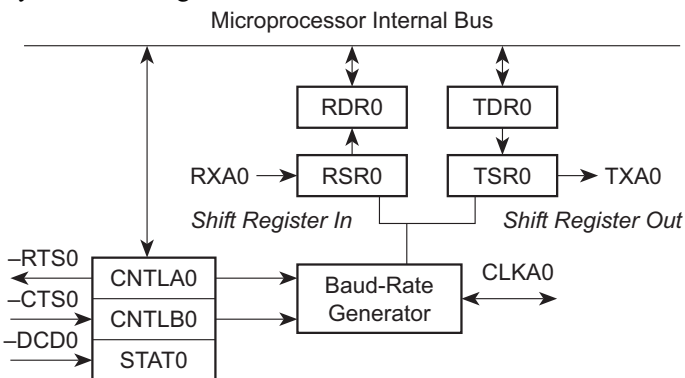 Microprocessor Internal Bus
RDR0
TDR0
RXA0
RSR0
TSR0
TXA0
Shift Register In
Shift Register Out
–RTS0
CNTLA0
Baud-Rate
Generator
CLKA0
–CTS0
CNTLB0
–DCD0
STAT0